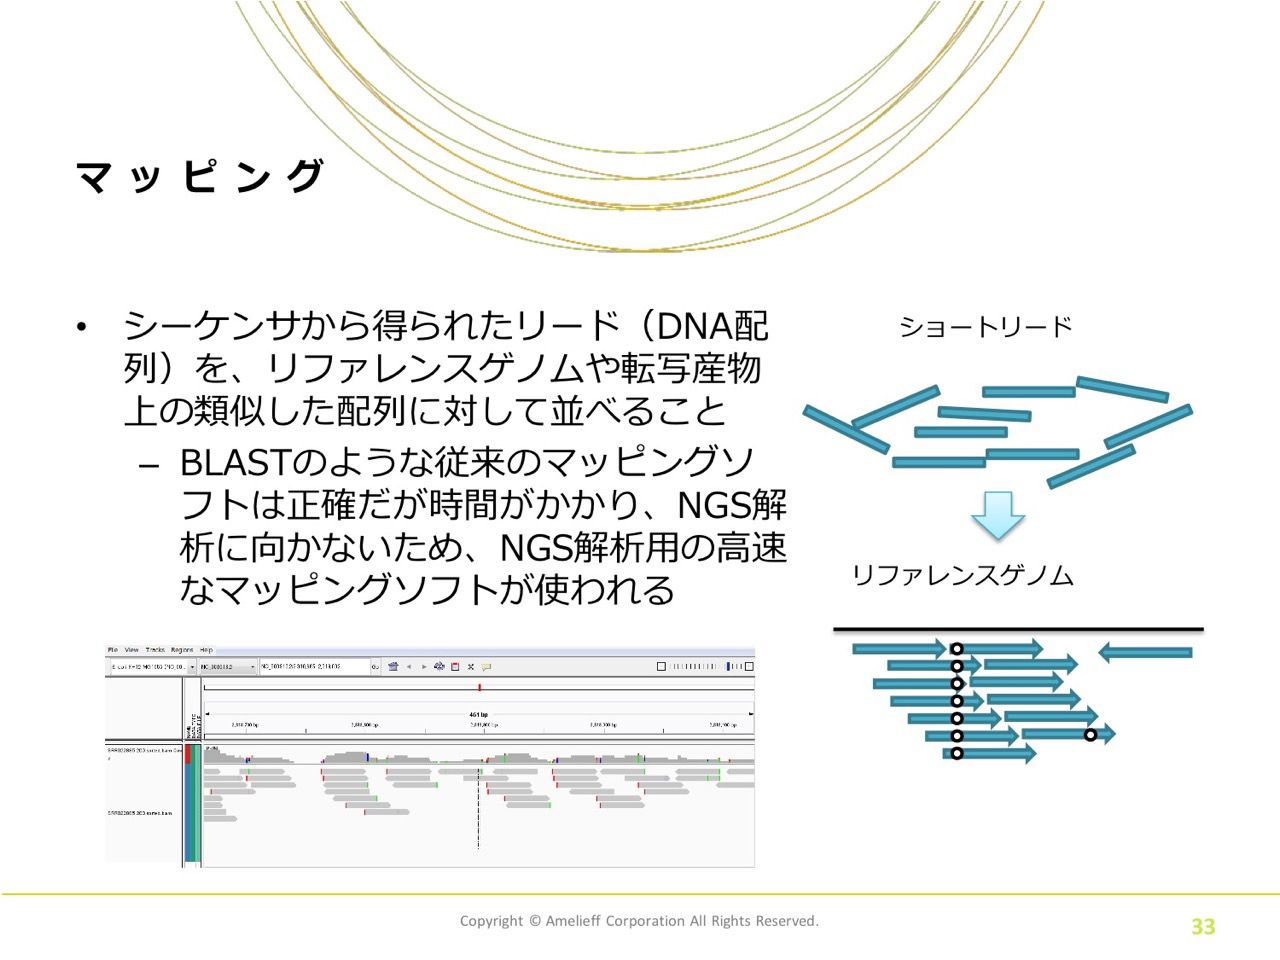 マッピング
• シーケンサから得られたリード（DNA配
列）を、リファレンスゲノムや転写産物
上の類似した配列に対して並べること
– BLASTのような従来のマッピングソ
フトは正確だが時間がかかり、NGS解
析に向かないため、NGS解析用の高速
なマッピングソフトが使われる
ショートリード
リファレンスゲノム
File View Tracks Regions Help
Go
461 bp
Copyright © Amelieff Corporation All Rights Reserved.
33